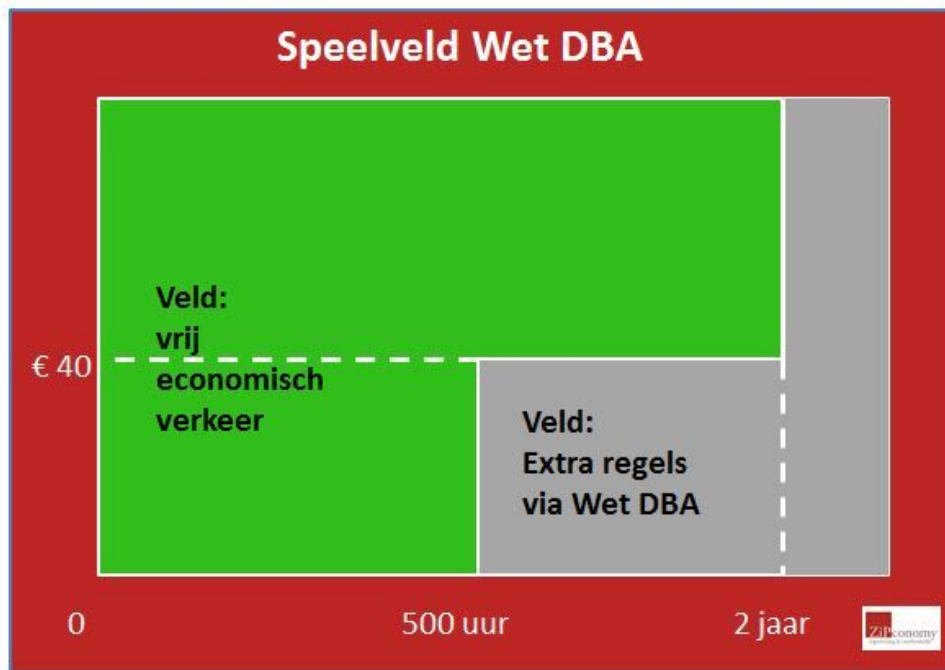 Speelveld Wet DBA
Veld:
vrij
economisch
verkeer
€ 40
Veld:
Extra regels
via Wet DBA
0
500 uur
2 jaar
ZiPconomy